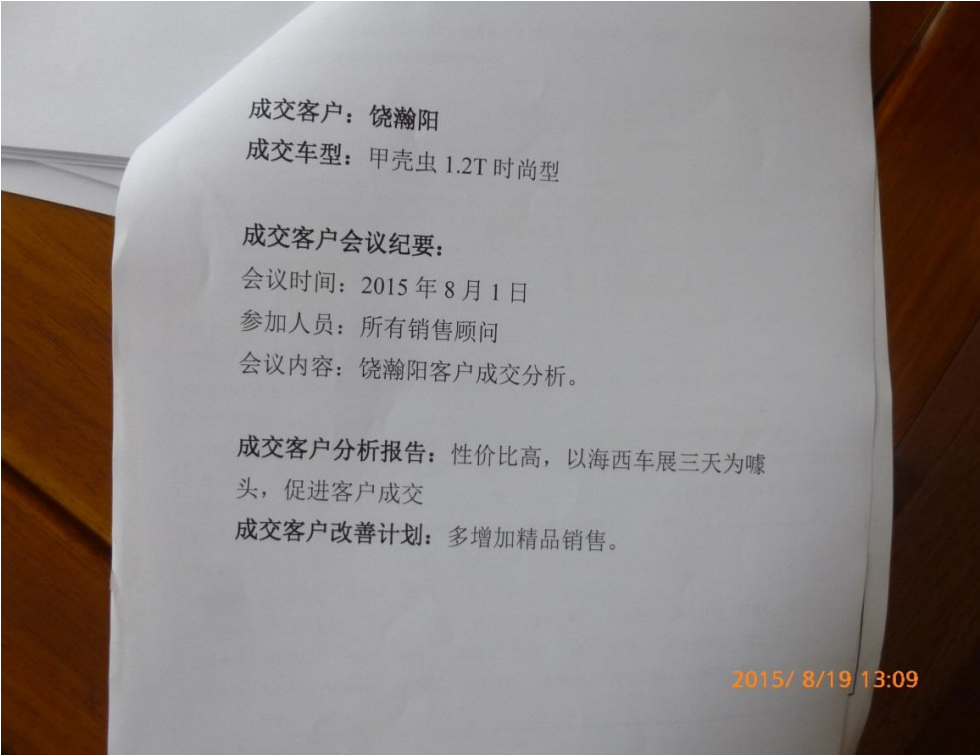 成交客户：饶瀚阳
成交车型：甲壳虫 1.2T 时尚型
成交客户会议纪要：
会议时间：2015 年 8 月 1 日
参加人员：所有销售顾问
会议内容：饶瀚阳客户成交分析。
成交客户分析报告：性价比高，以海西车展三天为噱
头，促进客户成交
成交客户改善计划：多增加精品销售。
2015/ 8/19 13:09